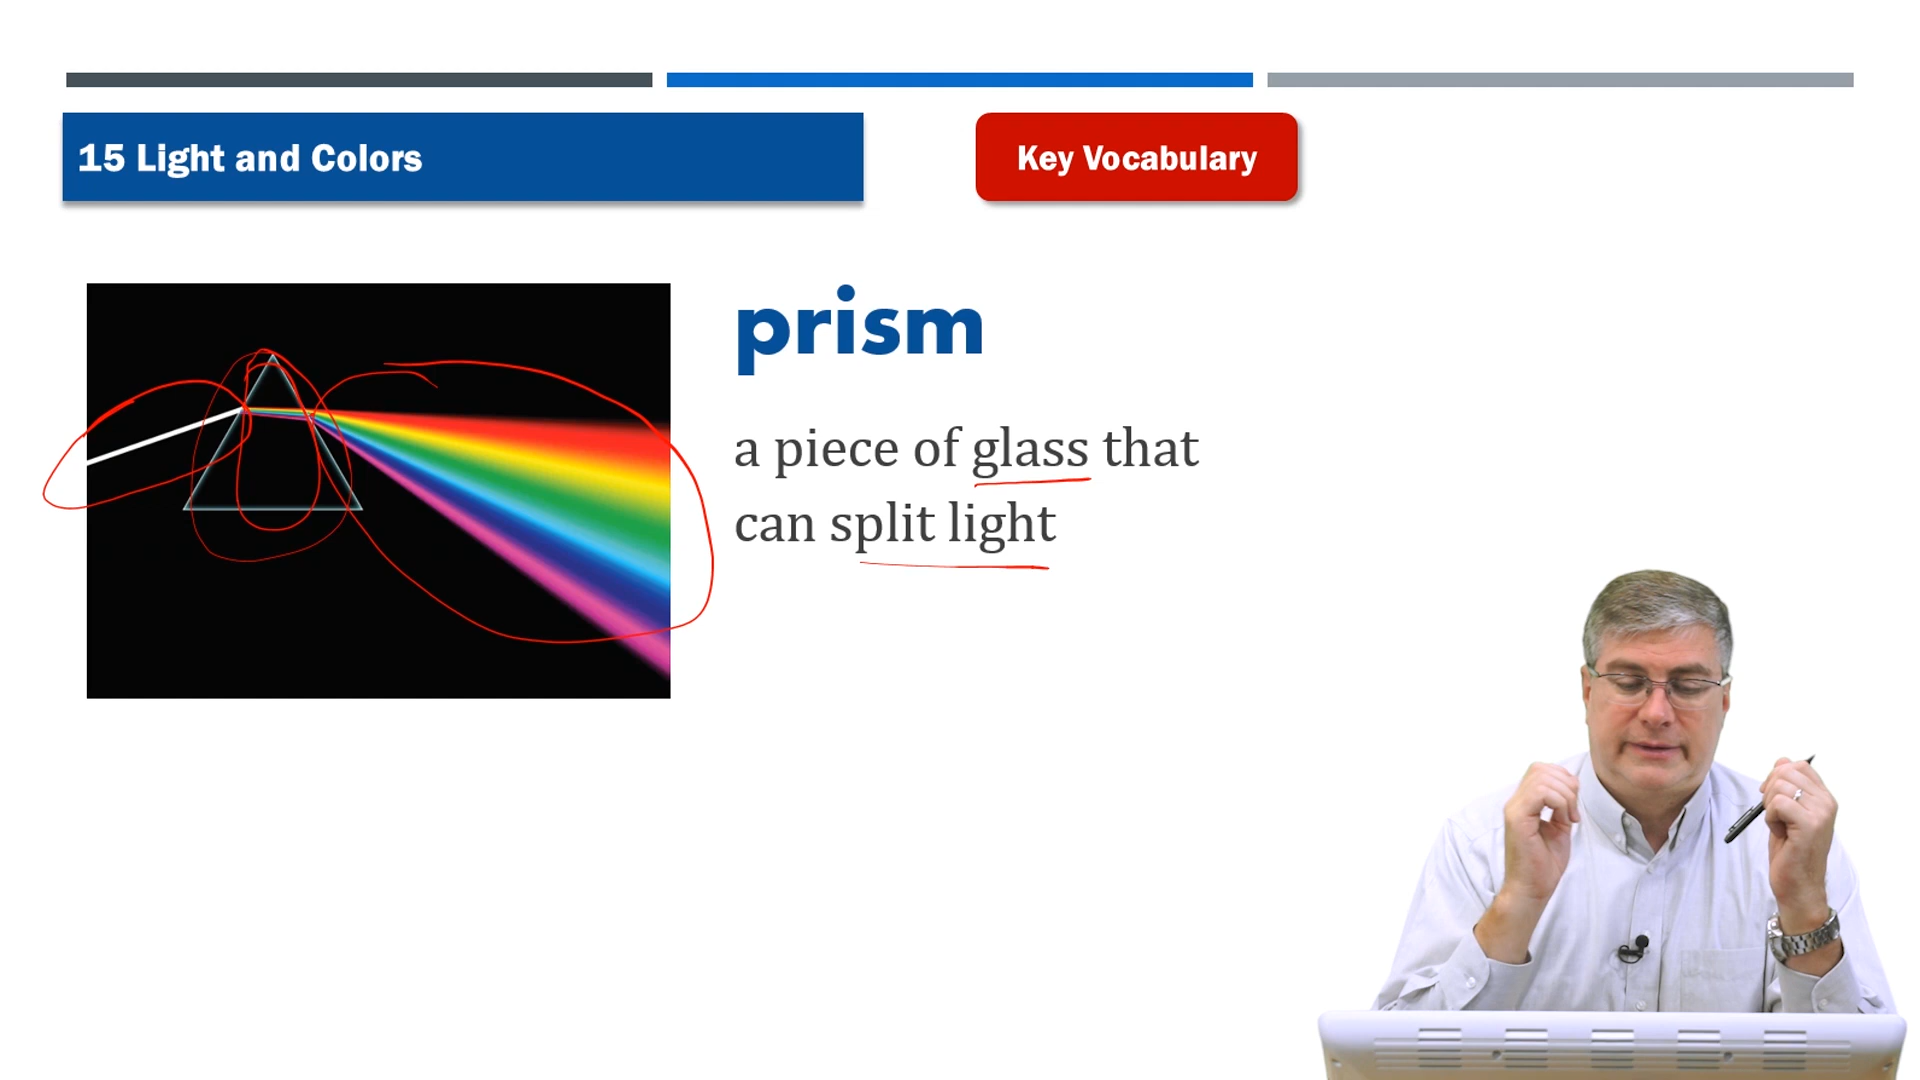 15 Light and Colors
Key Vocabulary
prism
a piece of glass that
can split light